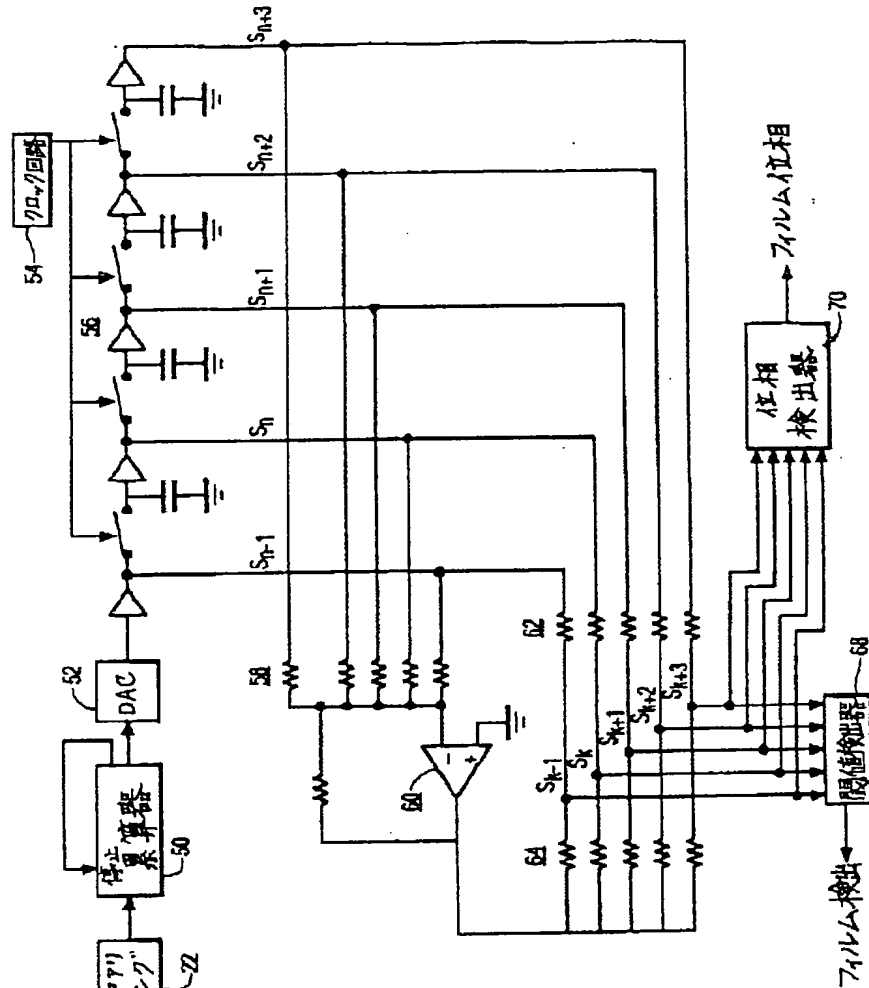 クロック回路
54
56
Sn-1
Sn
Sn+1
Sn+2
Sn+3
52
DAC
停止
累算器
50
22
58
60
62
64
Sk-1
Sk
Sk+1
Sk+2
Sk+3
位相
検出器
70
フィルム位相
閾値検出器
68
フィルム検出